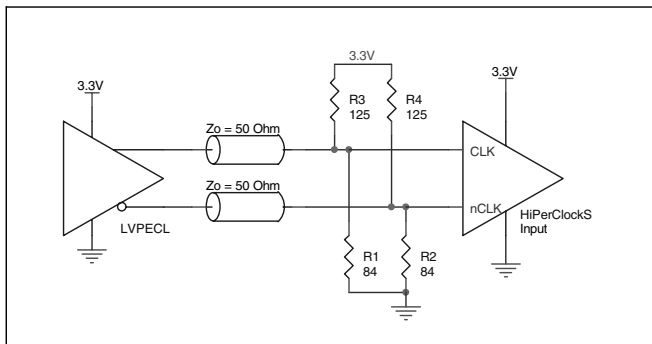 3.3V
3.3V
3.3V
R3
125
R4
125
Zo = 50 Ohm
CLK
Zo = 50 Ohm
nCLK
HiPerClockS
Input
LVPECL
R1
84
R2
84